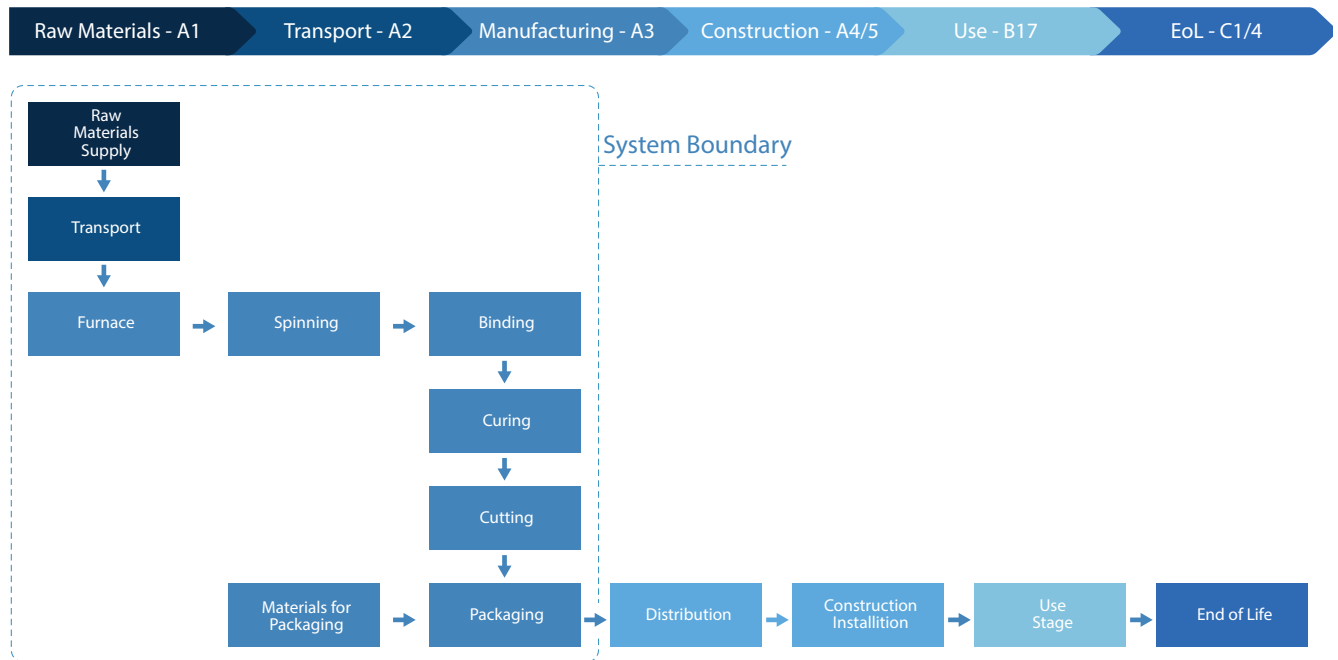 Raw Materials - A1
Transport - A2
Manufacturing - A3
Construction - A4/5
Use - B17
EoL - C1/4
Raw
Materials
Supply
System Boundary
Transport
Furnace
Spinning
Binding
Curing
Cutting
Materials for
Packaging
Packaging
Distribution
Construction
Installition
Use
Stage
End of Life